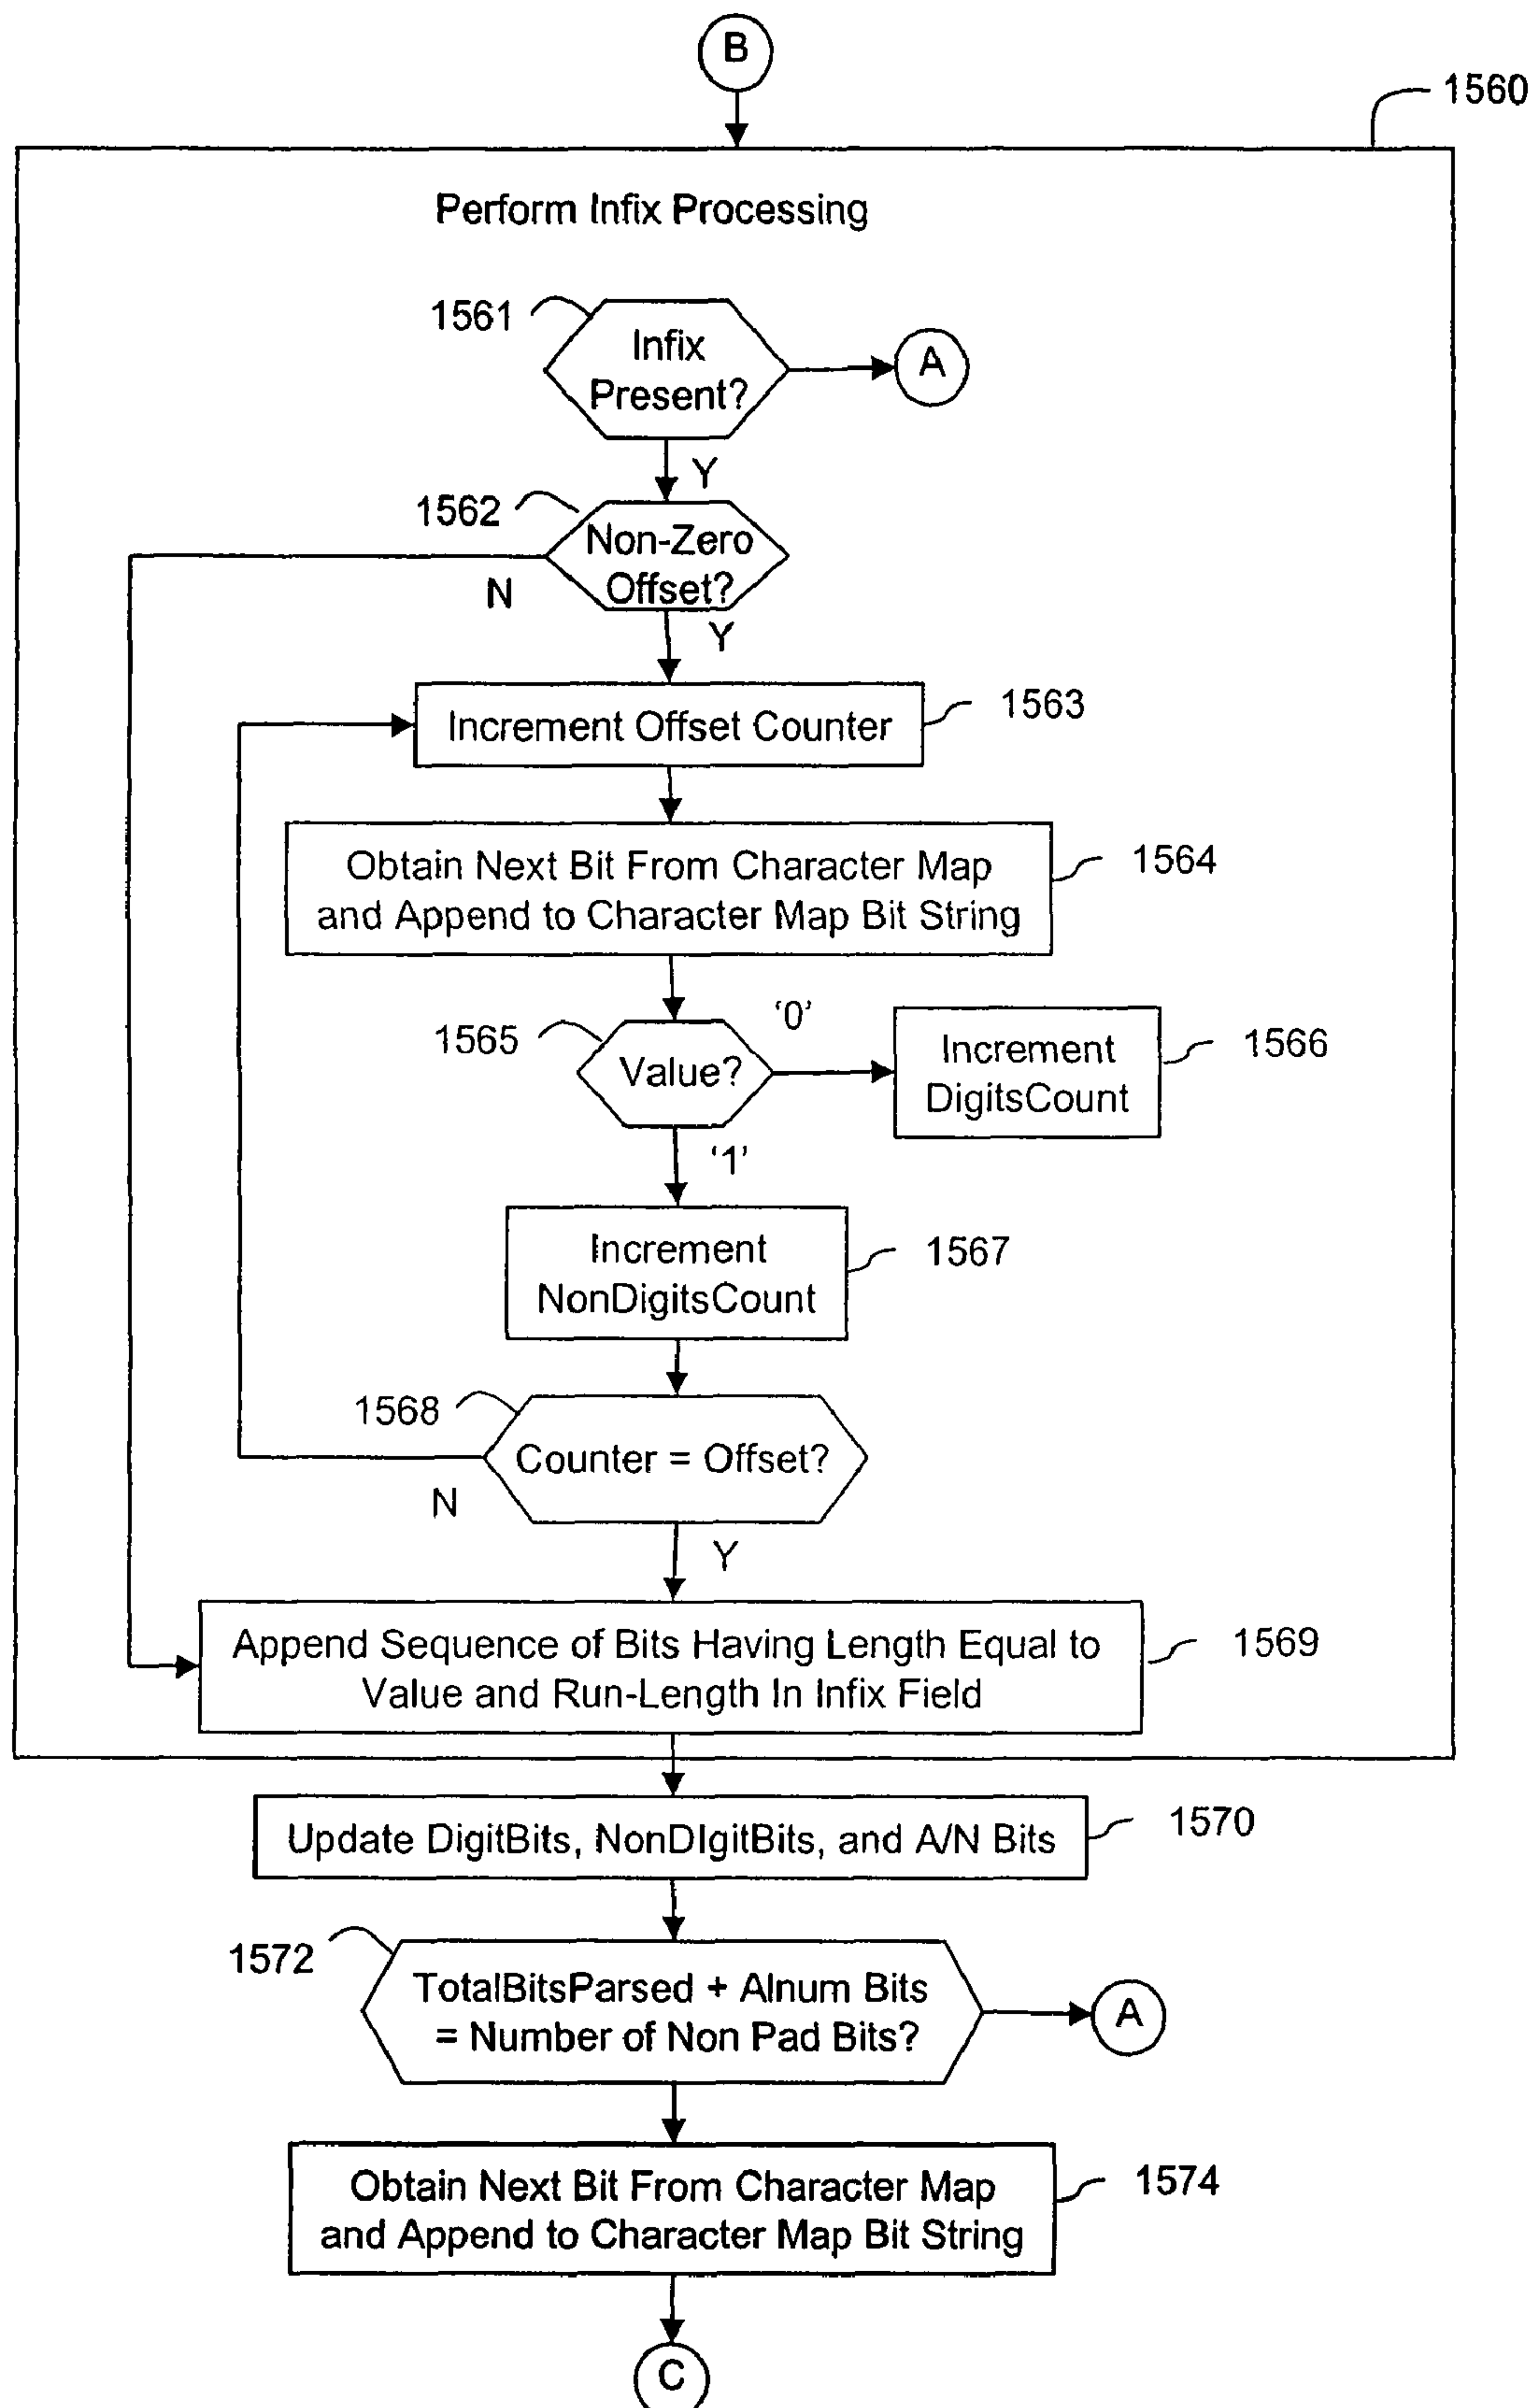 B
1560
Perform Infix Processing
1561
Infix
Present?
A
Y
1562
Non-Zero
Offset?
N
Y
Increment Offset Counter
1563
Obtain Next Bit From Character Map
and Append to Character Map Bit String
1564
1565
Value?
‘0’
Increment
DigitsCount
1566
‘1’
Increment
NonDigitsCount
1567
1568
Counter = Offset?
N
Y
Append Sequence of Bits Having Length Equal to
Value and Run-Length In Infix Field
1569
Update DigitBits, NonDIgitBits, and A/N Bits
1570
1572
TotalBitsParsed + Alnum Bits
= Number of Non Pad Bits?
A
Obtain Next Bit From Character Map
and Append to Character Map Bit String
1574
C